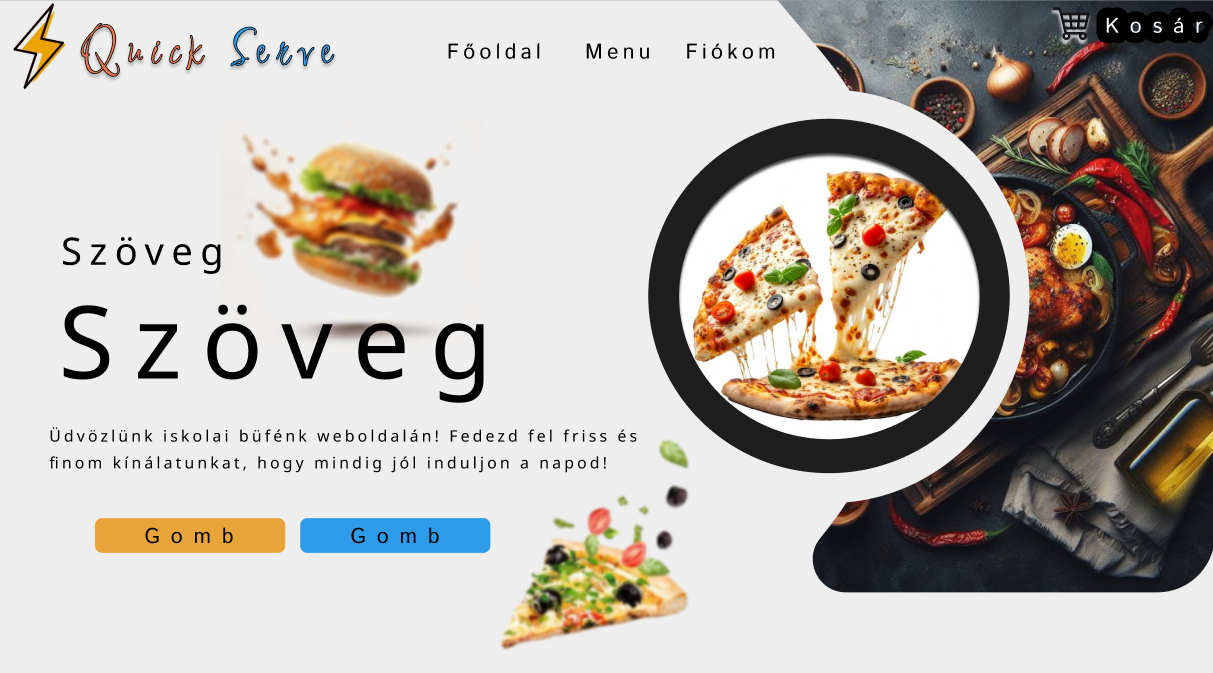 Quick Serve
Főoldal Menu Fiókom
Kosár
Szöveg
Szöveg
Üdvözlünk iskolai büfénk weboldalán! Fedezd fel friss és
finom kínálatunkat, hogy mindig jól induljon a napod!
Gomb Gomb